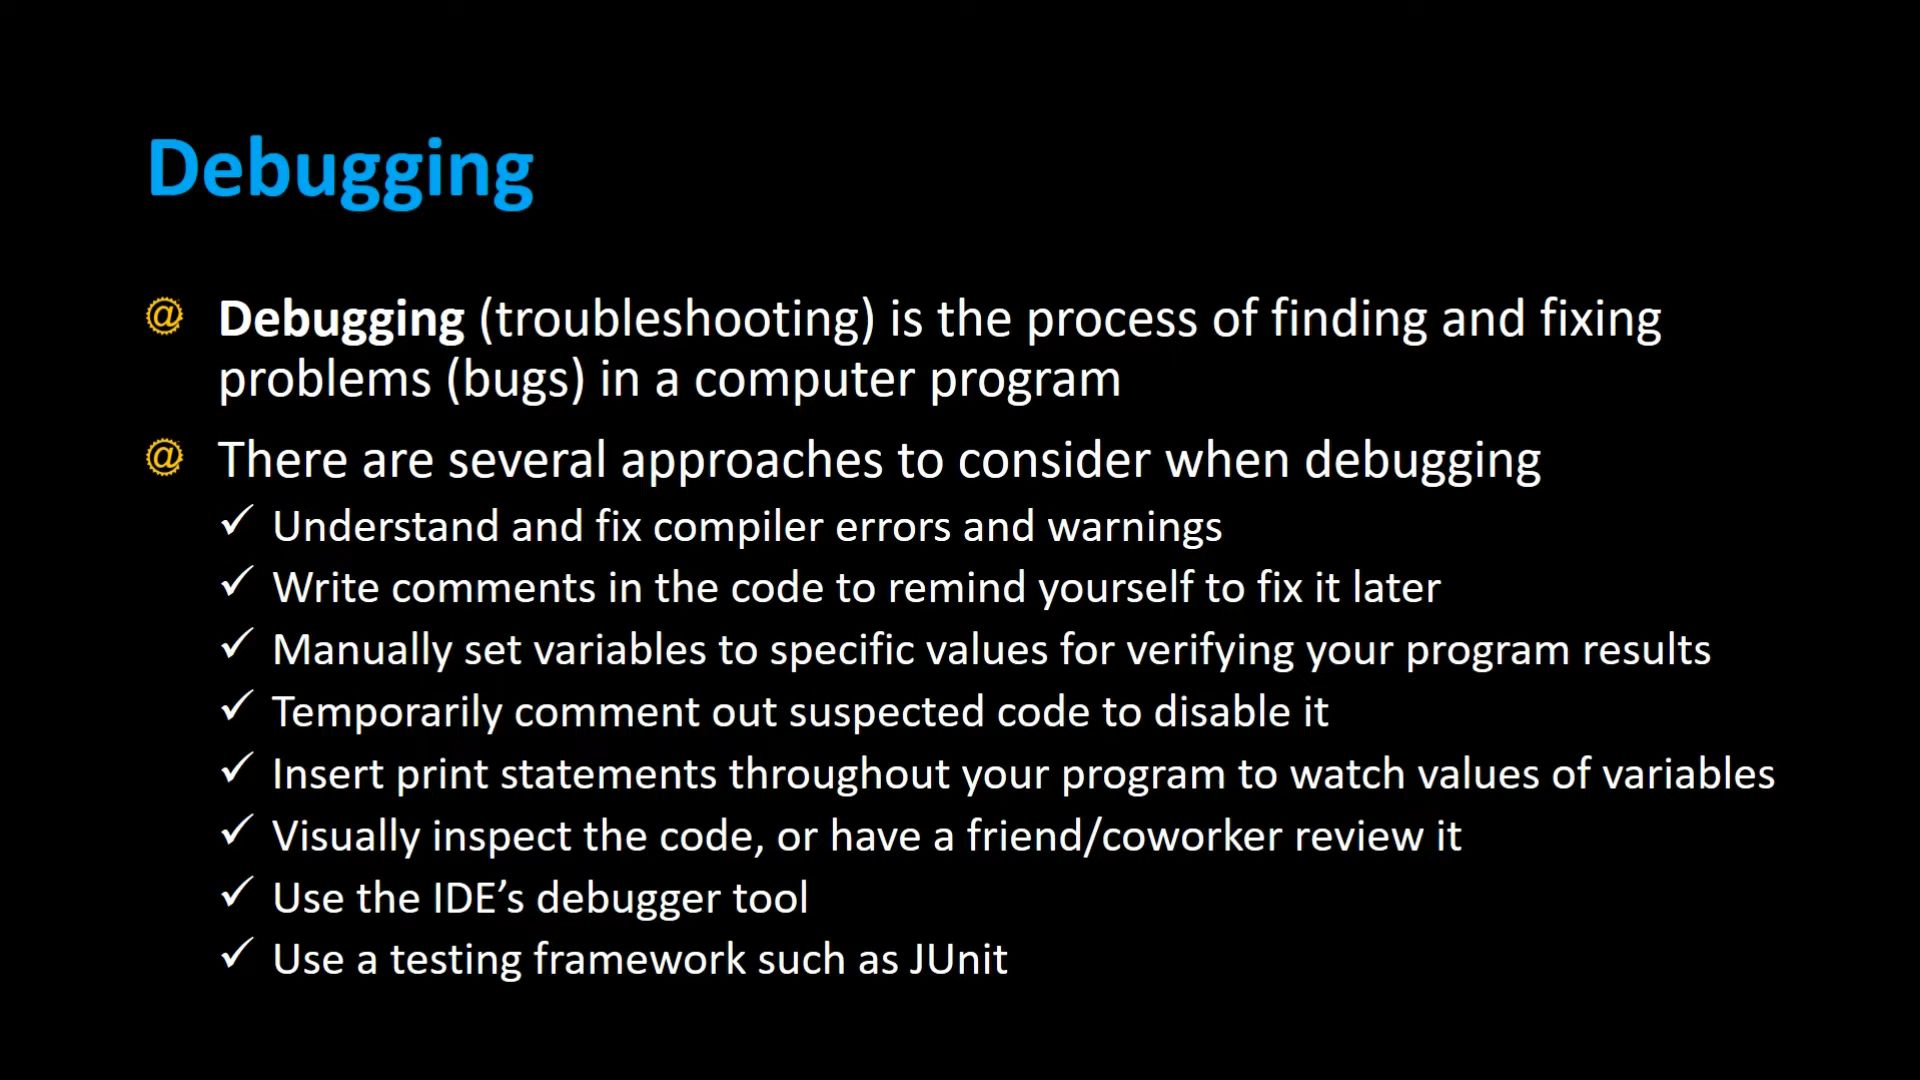 Debugging
@ Debugging (troubleshooting) is the process of finding and fixing
problems (bugs) in a computer program
@ There are several approaches to consider when debugging
✓ Understand and fix compiler errors and warnings
✓ Write comments in the code to remind yourself to fix it later
✓ Manually set variables to specific values for verifying your program results
✓ Temporarily comment out suspected code to disable it
✓ Insert print statements throughout your program to watch values of variables
✓ Visually inspect the code, or have a friend/coworker review it
✓ Use the IDE’s debugger tool
✓ Use a testing framework such as JUnit